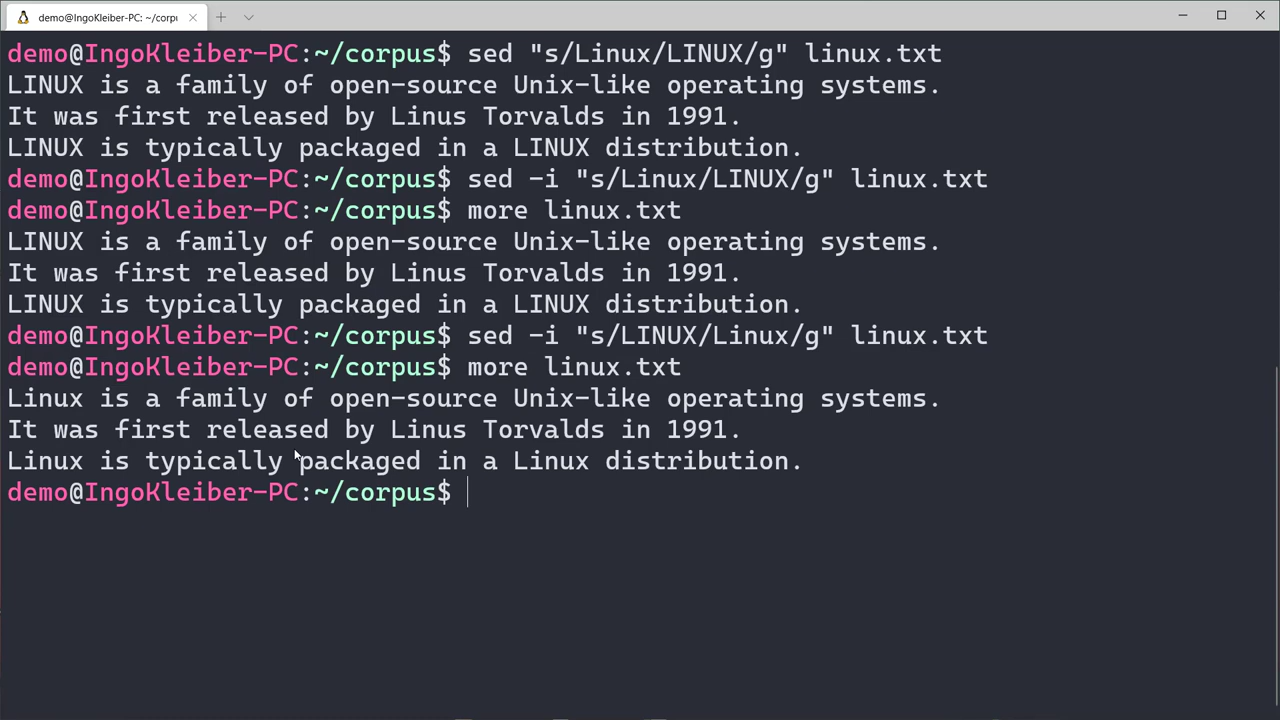 demo@IngoKleiber-PC: ~/corpu
demo@IngoKleiber-PC:~/corpus$ sed "s/Linux/LINUX/g" linux.txt
LINUX is a family of open-source Unix-like operating systems.
It was first released by Linus Torvalds in 1991.
LINUX is typically packaged in a LINUX distribution.
demo@IngoKleiber-PC:~/corpus$ sed -i "s/Linux/LINUX/g" linux.txt
demo@IngoKleiber-PC:~/corpus$ more linux.txt
LINUX is a family of open-source Unix-like operating systems.
It was first released by Linus Torvalds in 1991.
LINUX is typically packaged in a LINUX distribution.
demo@IngoKleiber-PC:~/corpus$ sed -i "s/LINUX/Linux/g" linux.txt
demo@IngoKleiber-PC:~/corpus$ more linux.txt
Linux is a family of open-source Unix-like operating systems.
It was first released by Linus Torvalds in 1991.
Linux is typically packaged in a Linux distribution.
demo@IngoKleiber-PC:~/corpus$